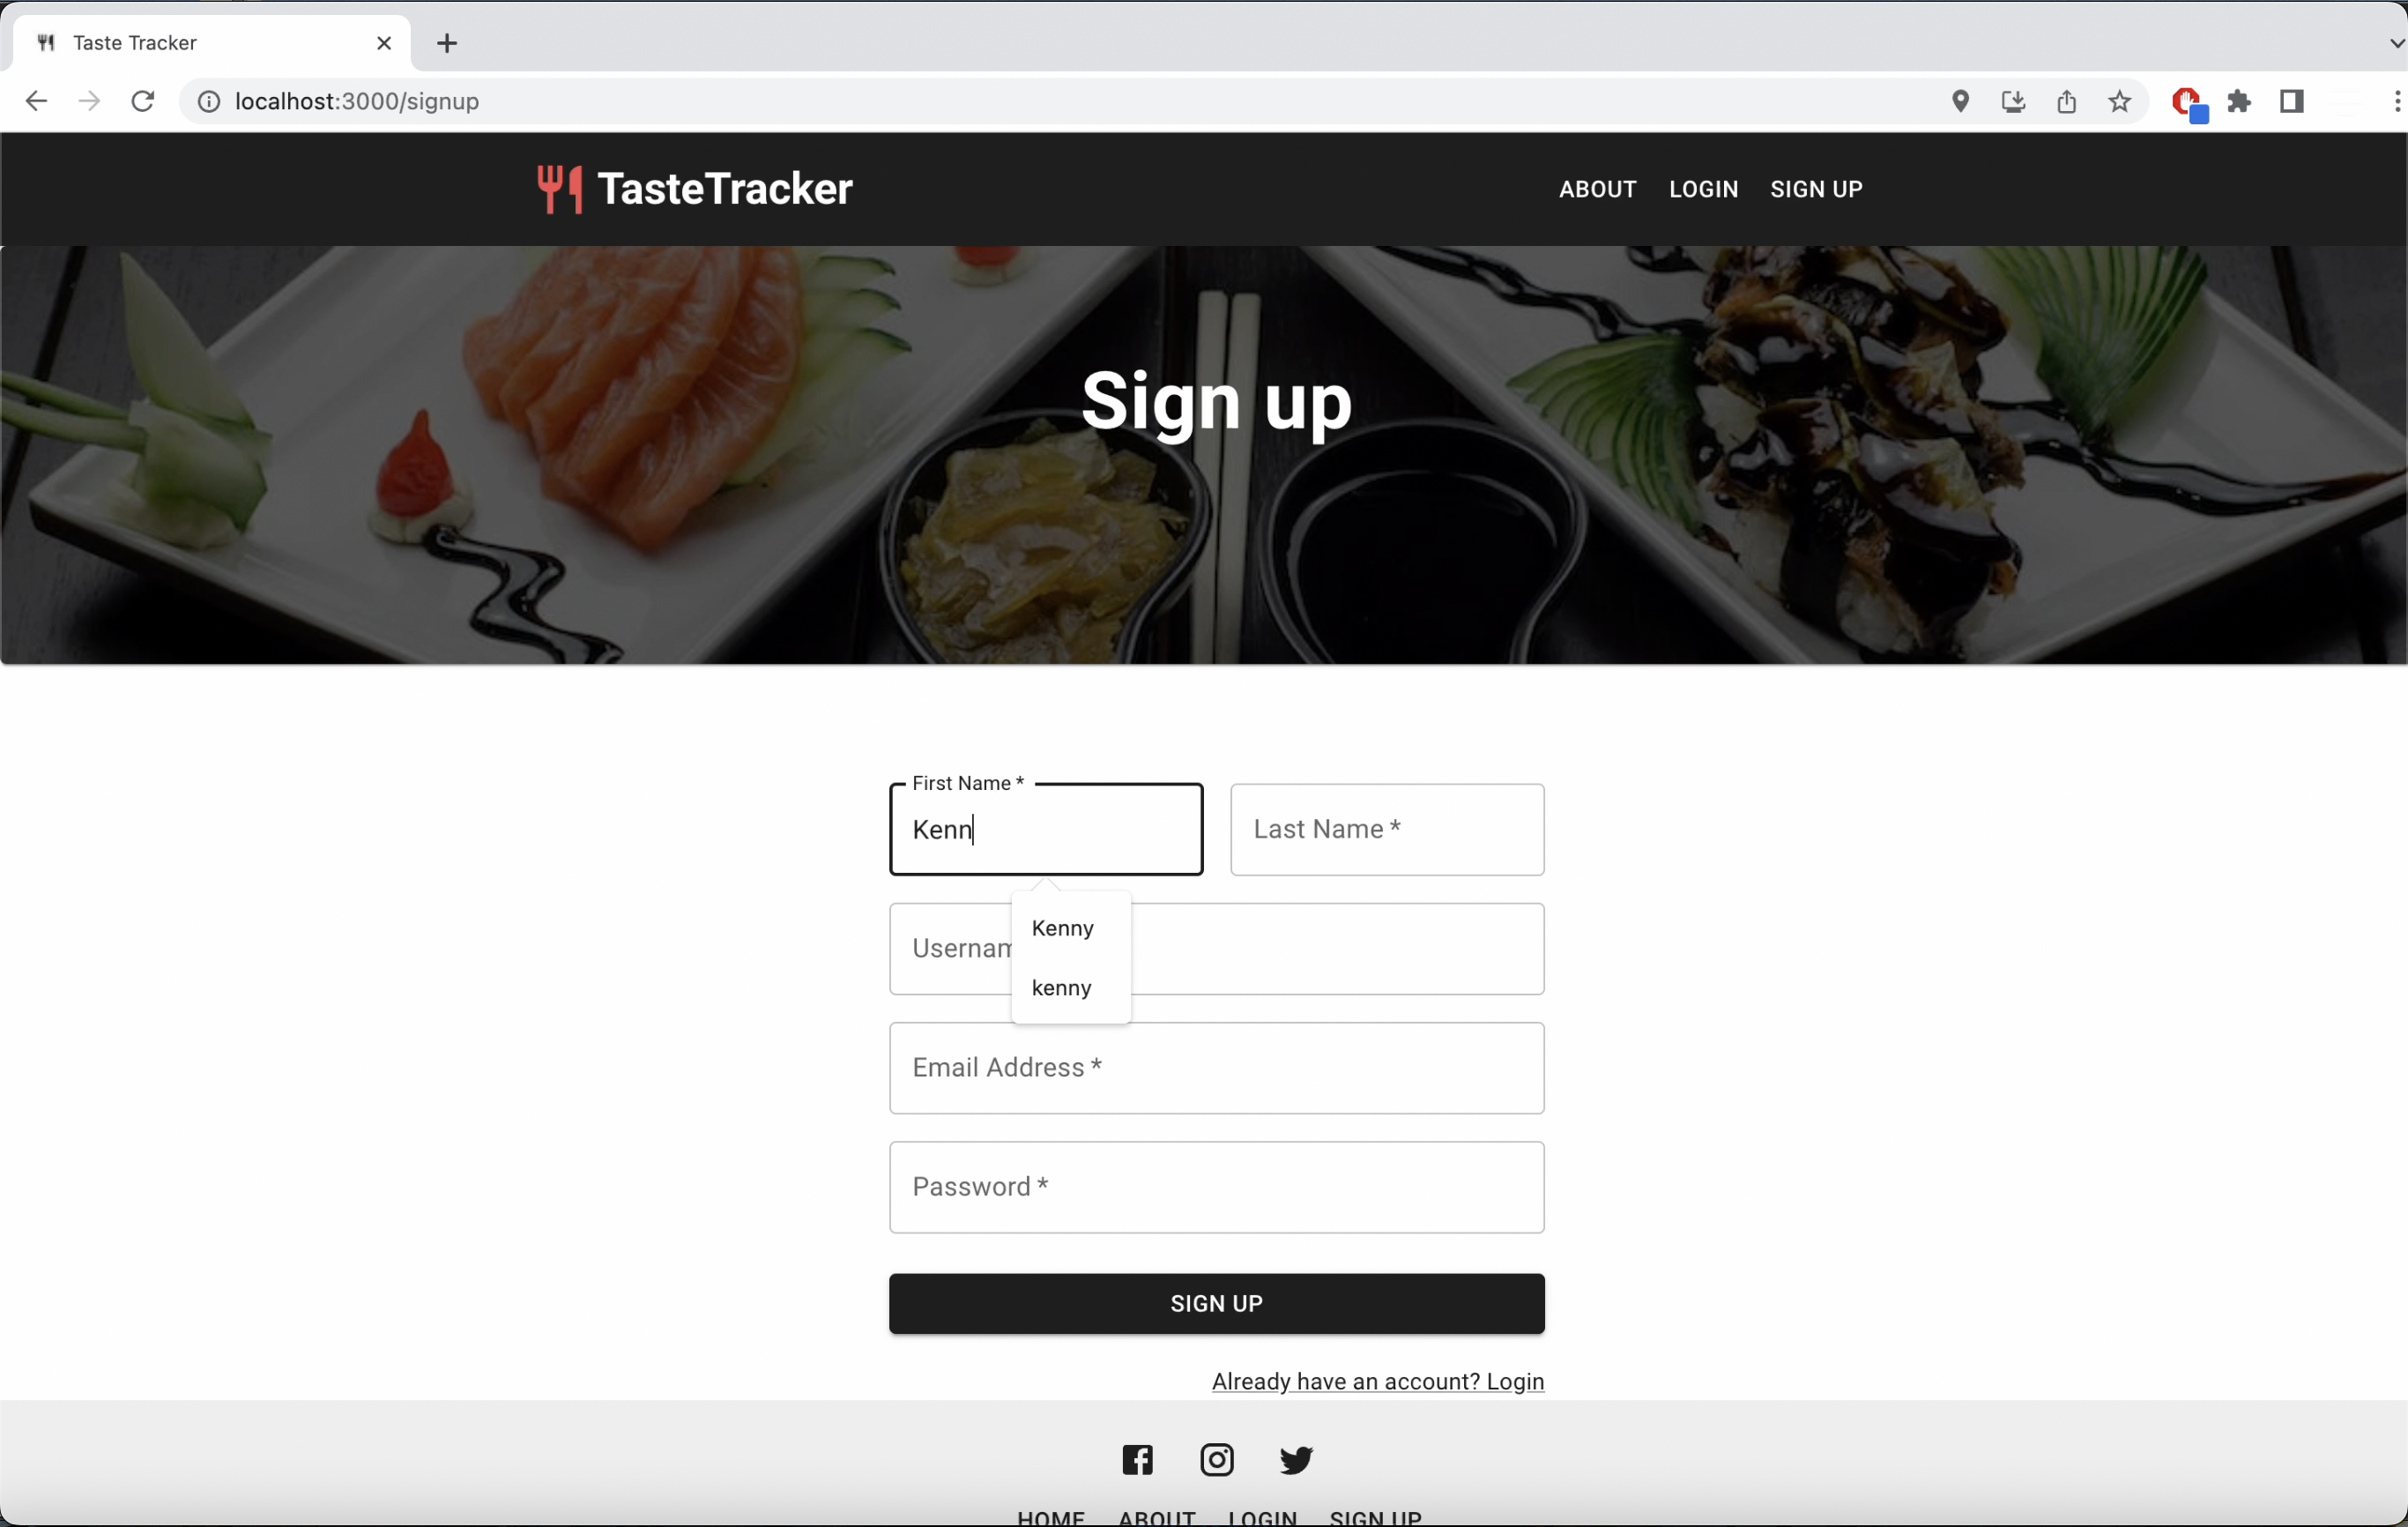 Taste Tracker
localhost:3000/signup
TasteTracker
ABOUT LOGIN SIGN UP
Sign up
First Name *
Kenn
Last Name *
Usernam
Kenny
kenny
Email Address *
Password *
SIGN UP
Already have an account? Login
HOME ABOUT LOGIN SIGN UP